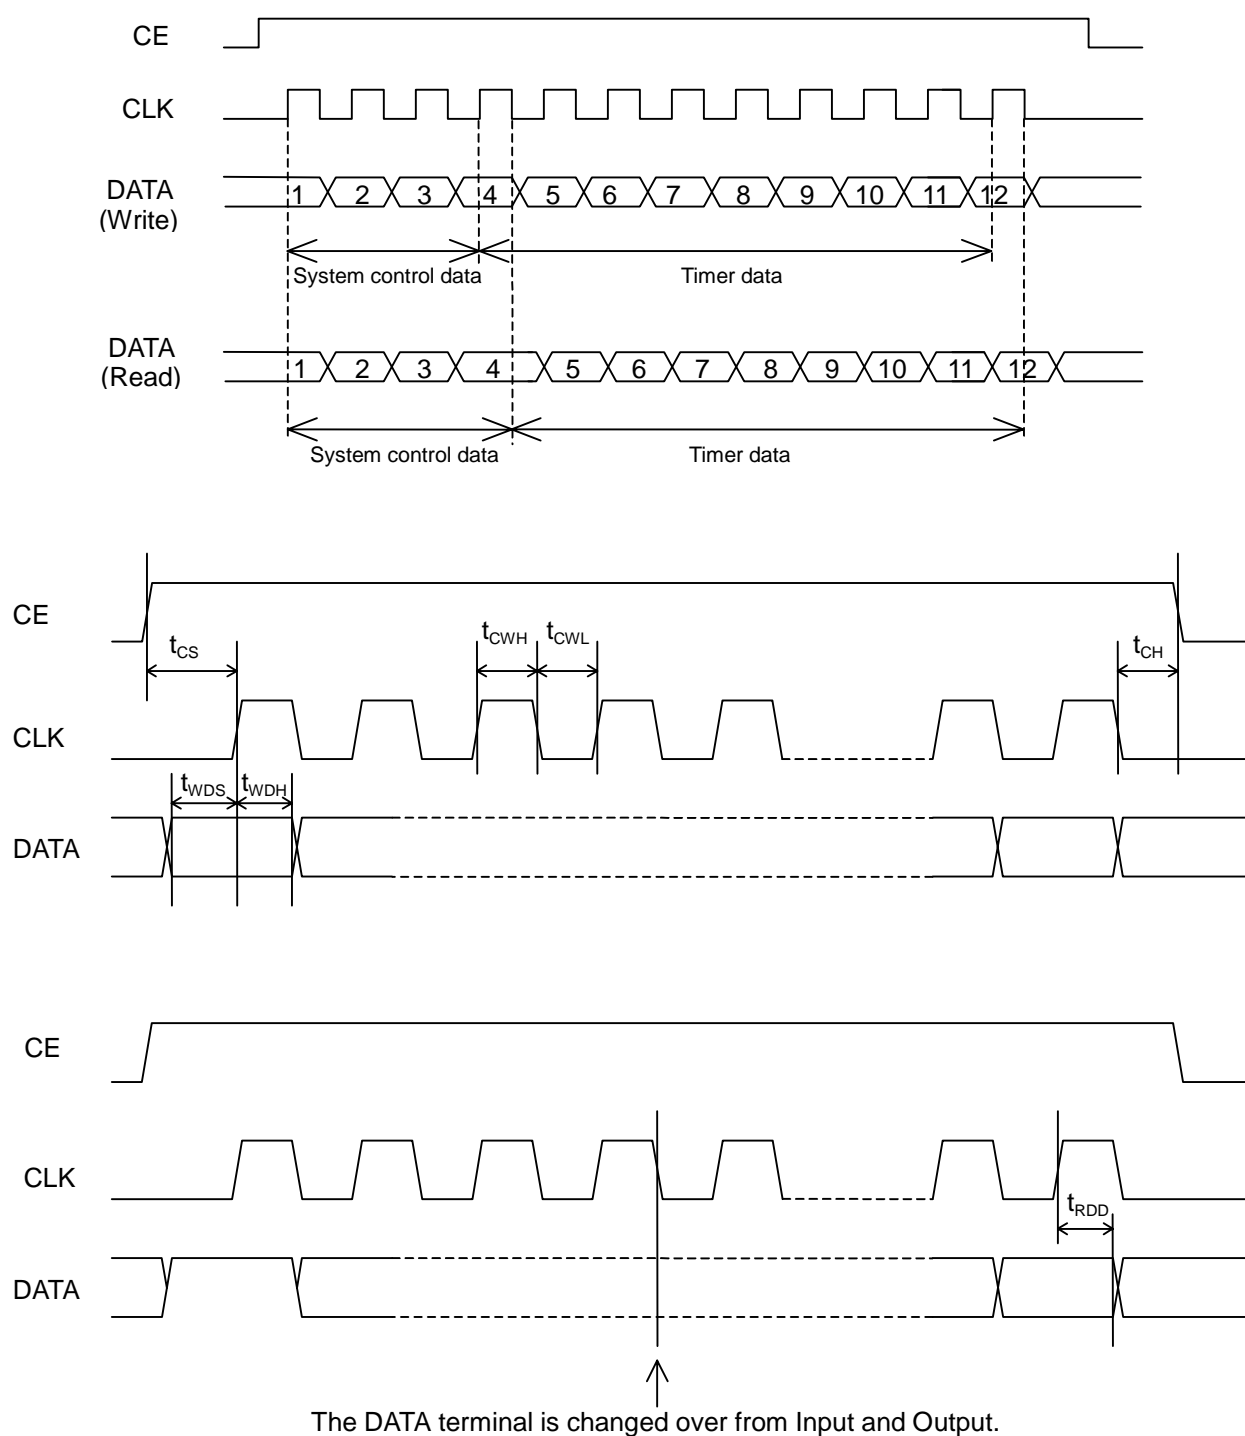 CE
CLK
DATA
(Write)
1 2 3 4 5 6 7 8 9 10 11 12
System control data Timer data
DATA
(Read)
1 2 3 4 5 6 7 8 9 10 11 12
System control data Timer data
CE
tCS tCWH tCWL tCH
CLK
tWDS tWDH
DATA
CE
CLK
tRDD
DATA
The DATA terminal is changed over from Input and Output.